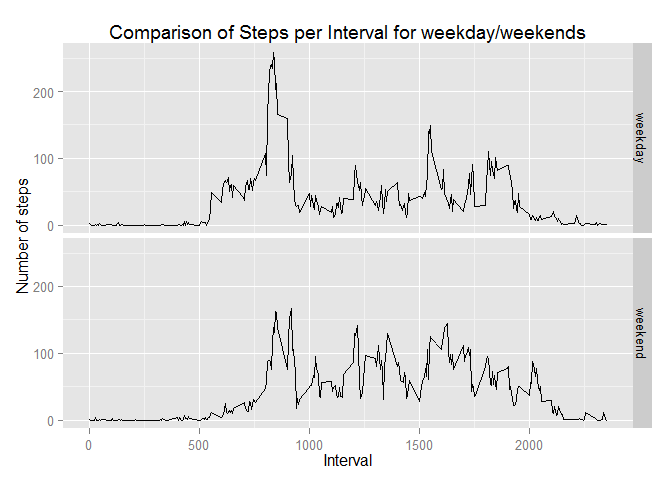 Comparison of Steps per Interval for weekday/weekends
Number of steps
200
100
0
weekday
200
100
0
weekend
0 500 1000 1500 2000
Interval